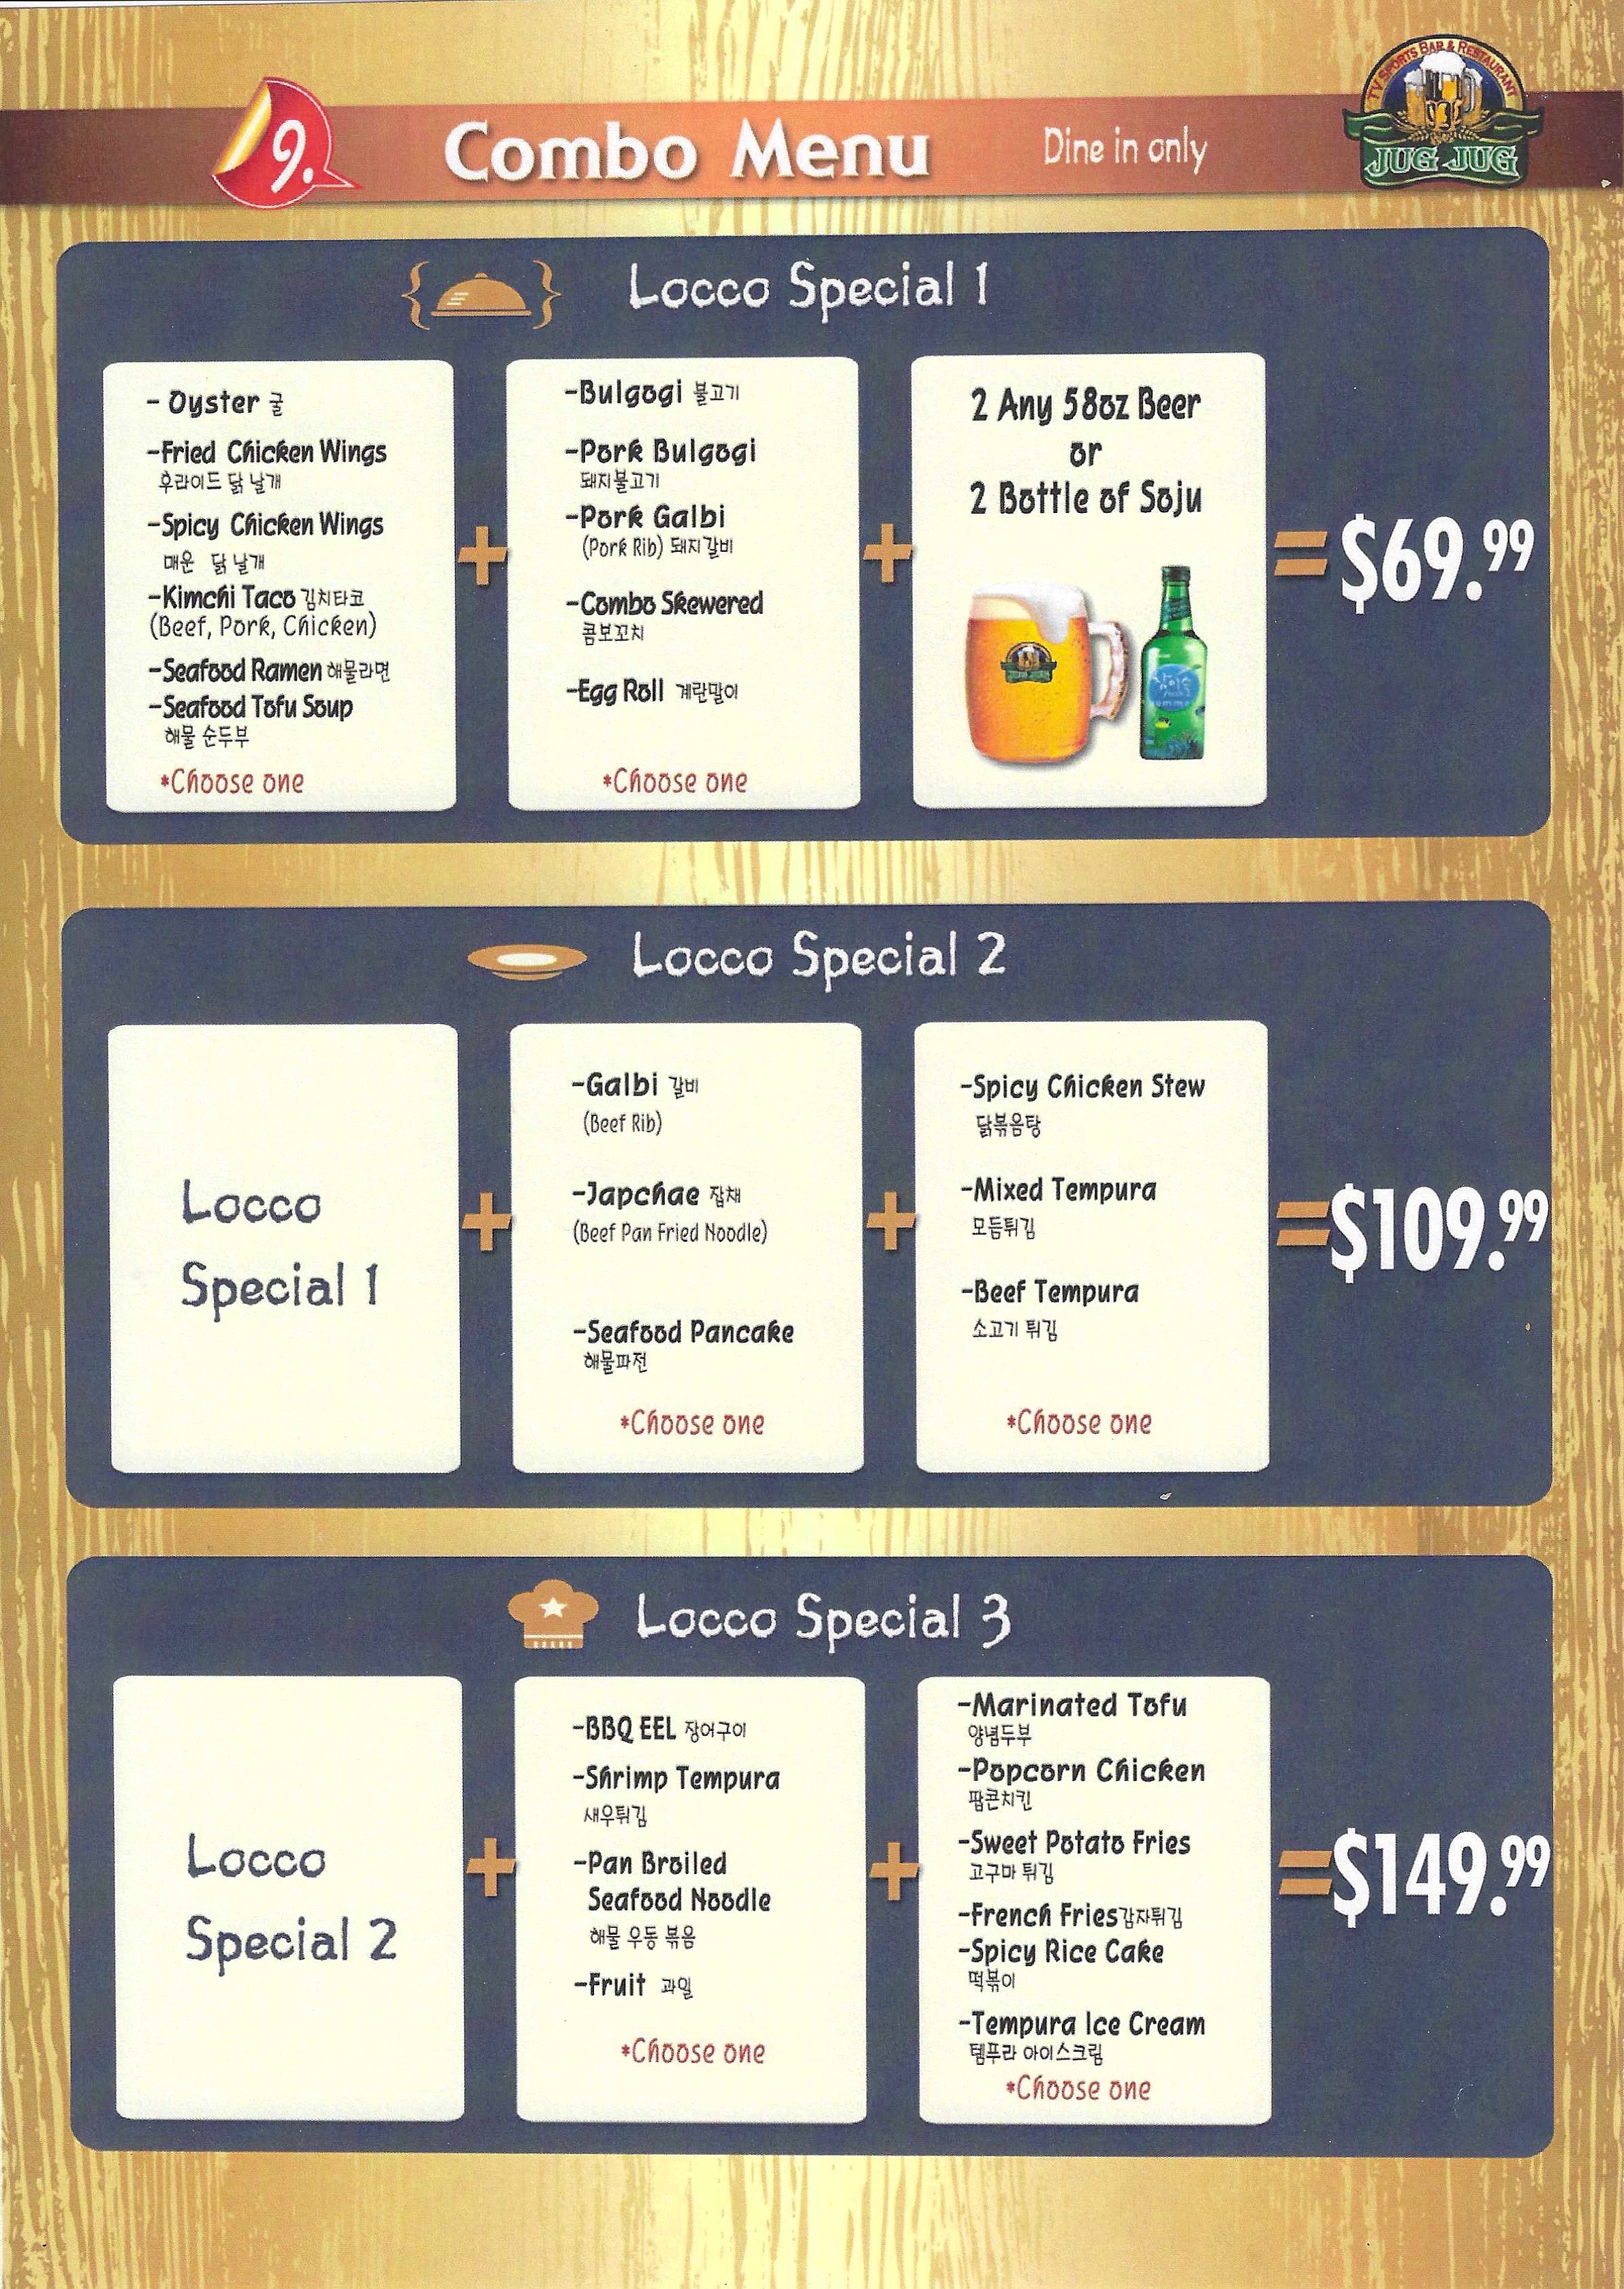 9.
Combo Menu
Dine in only
TV SPORTS BAR & RESTAURANT
JUG JUG
Locco Special 1
- Oyster 굴
-Fried Chicken Wings
후라이드 닭 날개
-Spicy Chicken Wings
매운 닭 날개
-Kimchi Taco 김치타코
(Beef, Pork, Chicken)
-Seafood Ramen 해물라면
-Seafood Tofu Soup
해물 순두부
*Choose one
+
-Bulgogi 불고기
-Pork Bulgogi
돼지불고기
-Pork Galbi
(Pork Rib) 돼지갈비
-Combo Skewered
콤보꼬치
-Egg Roll 계란말이
*Choose one
+
2 Any 58oz Beer
or
2 Bottle of Soju
JUG JUG
참이슬
=$69.99
Locco Special 2
Locco
Special 1
+
-Galbi 갈비
(Beef Rib)
-Japchae 잡채
(Beef Pan Fried Noodle)
-Seafood Pancake
해물파전
*Choose one
+
-Spicy Chicken Stew
닭볶음탕
-Mixed Tempura
모듬튀김
-Beef Tempura
소고기 튀김
*Choose one
=$109.99
Locco Special 3
Locco
Special 2
+
-BBQ EEL 장어구이
-Shrimp Tempura
새우튀김
-Pan Broiled
Seafood Noodle
해물 우동 볶음
-Fruit 과일
*Choose one
+
-Marinated Tofu
양념두부
-Popcorn Chicken
팝콘치킨
-Sweet Potato Fries
고구마 튀김
-French Fries감자튀김
-Spicy Rice Cake
떡볶이
-Tempura Ice Cream
템푸라 아이스크림
*Choose one
=$149.99